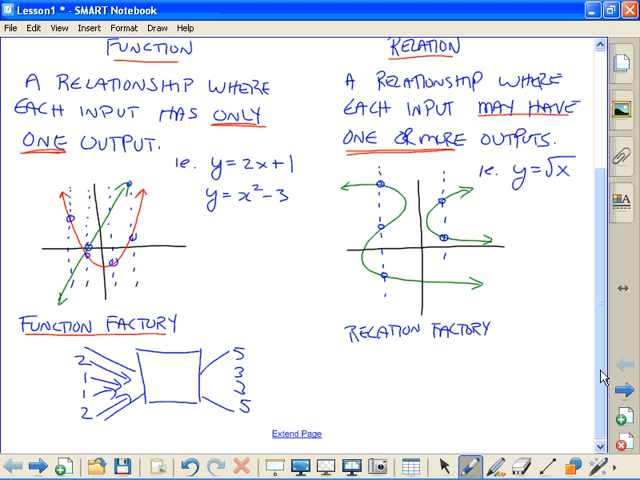 Lesson1 * - SMART Notebook
File Edit View Insert Format Draw Help
FUNCTION
A RELATIONSHIP WHERE
EACH INPUT HAS ONLY
ONE OUTPUT.
ie. y = 2x + 1
y = x² - 3
FUNCTION FACTORY
2 5
1 3
1 3
2 5
RELATION
A RELATIONSHIP WHERE
EACH INPUT MAY HAVE
ONE OR MORE OUTPUTS.
ie. y = √x
RELATION FACTORY
Extend Page